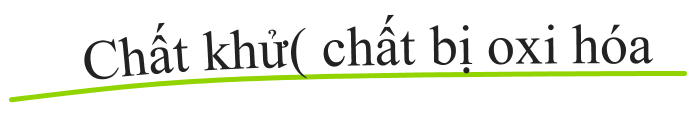 Chất khử( chất bị oxi hóa